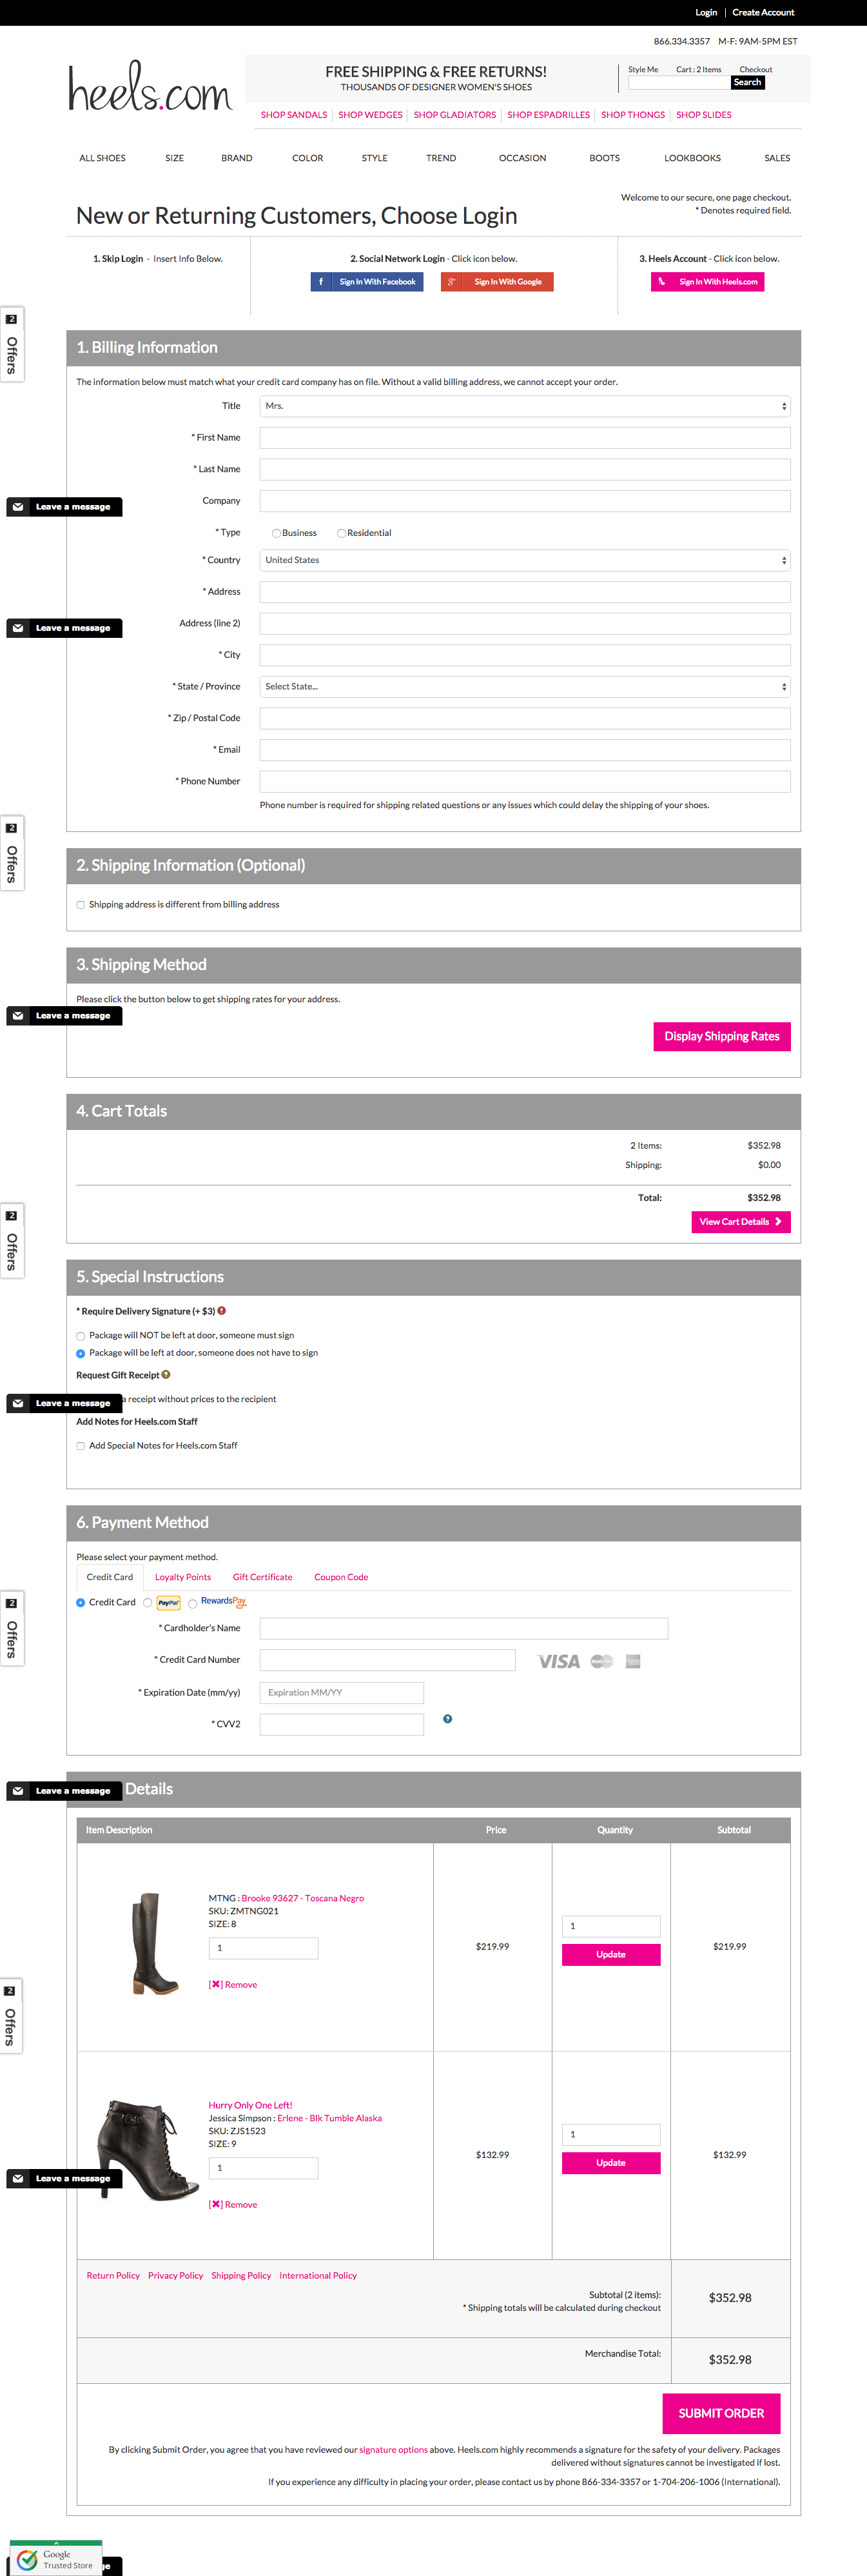 Login | Create Account
866.334.3357 M-F: 9AM-5PM EST
heels.com
FREE SHIPPING & FREE RETURNS!
THOUSANDS OF DESIGNER WOMEN'S SHOES
Style Me Cart : 2 Items Checkout
Search
SHOP SANDALS SHOP WEDGES SHOP GLADIATORS SHOP ESPADRILLES SHOP THONGS SHOP SLIDES
ALL SHOES SIZE BRAND COLOR STYLE TREND OCCASION BOOTS LOOKBOOKS SALES
New or Returning Customers, Choose Login
Welcome to our secure, one page checkout.
* Denotes required field.
1. Skip Login - Insert Info Below.
2. Social Network Login - Click icon below.
f Sign In With Facebook
g+ Sign In With Google
3. Heels Account - Click icon below.
Sign In With Heels.com
2 Offers
1. Billing Information
The information below must match what your credit card company has on file. Without a valid billing address, we cannot accept your order.
Title Mrs.
* First Name
* Last Name
Company
Leave a message
* Type Business Residential
* Country United States
* Address
Address (line 2)
Leave a message
* City
* State / Province Select State...
* Zip / Postal Code
* Email
* Phone Number
Phone number is required for shipping related questions or any issues which could delay the shipping of your shoes.
2 Offers
2. Shipping Information (Optional)
Shipping address is different from billing address
3. Shipping Method
Please click the button below to get shipping rates for your address.
Leave a message
Display Shipping Rates
4. Cart Totals
2 Items: $352.98
Shipping: $0.00
Total: $352.98
View Cart Details
2 Offers
5. Special Instructions
* Require Delivery Signature (+ $3) !
Package will NOT be left at door, someone must sign
Package will be left at door, someone does not have to sign
Request Gift Receipt ?
Leave a message
a receipt without prices to the recipient
Add Notes for Heels.com Staff
Add Special Notes for Heels.com Staff
6. Payment Method
Please select your payment method.
Credit Card Loyalty Points Gift Certificate Coupon Code
Credit Card PayPal RewardsPay
2 Offers
* Cardholder's Name
* Credit Card Number VISA
* Expiration Date (mm/yy) Expiration MM/YY
* CVV2 ?
Leave a message
Details
Item Description Price Quantity Subtotal
MTNG : Brooke 93627 - Toscana Negro
SKU: ZMTNG021
SIZE: 8
1
[✖] Remove
$219.99
1
Update
$219.99
2 Offers
Hurry Only One Left!
Jessica Simpson : Erlene - Blk Tumble Alaska
SKU: ZJS1523
SIZE: 9
1
[✖] Remove
$132.99
1
Update
$132.99
Leave a message
Return Policy Privacy Policy Shipping Policy International Policy
Subtotal (2 items):
* Shipping totals will be calculated during checkout
$352.98
Merchandise Total:
$352.98
SUBMIT ORDER
By clicking Submit Order, you agree that you have reviewed our signature options above. Heels.com highly recommends a signature for the safety of your delivery. Packages
delivered without signatures cannot be investigated if lost.
If you experience any difficulty in placing your order, please contact us by phone 866-334-3357 or 1-704-206-1006 (International).
Google
Trusted Store
ge